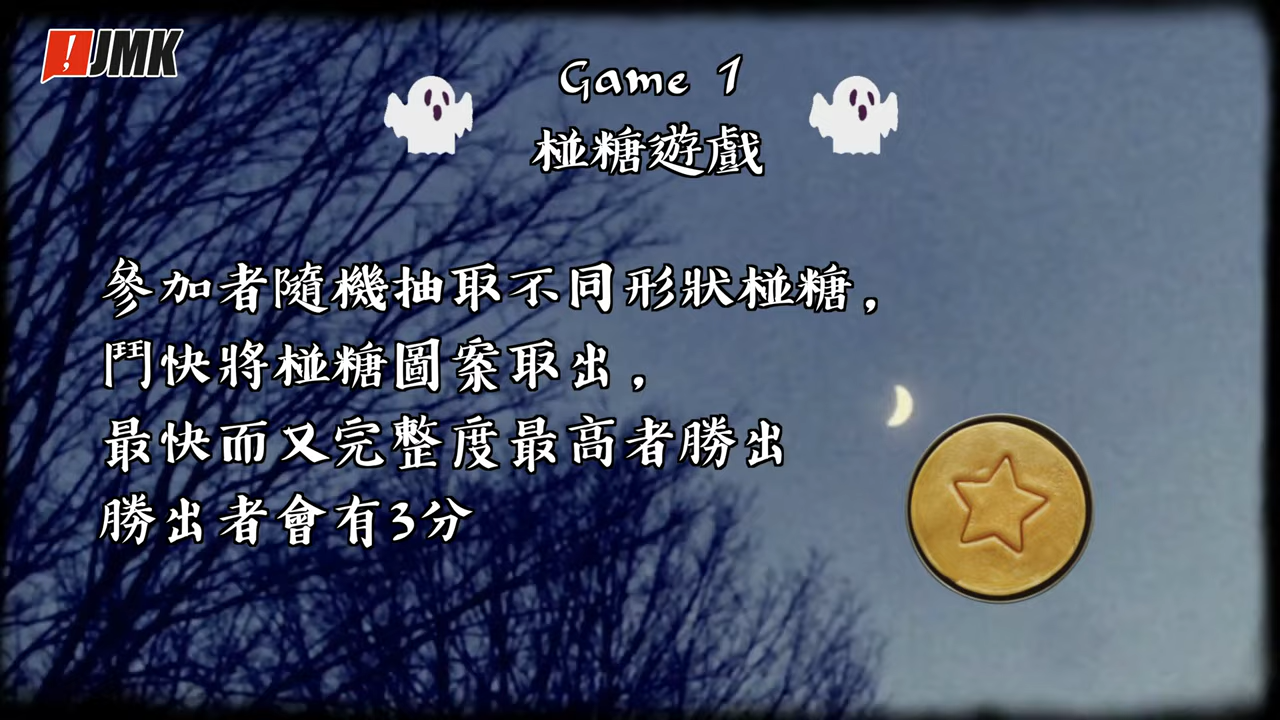 !JMK
Game 1
椪糖遊戲
參加者隨機抽取不同形狀椪糖，
鬥快將椪糖圖案取出，
最快而又完整度最高者勝出
勝出者會有3分